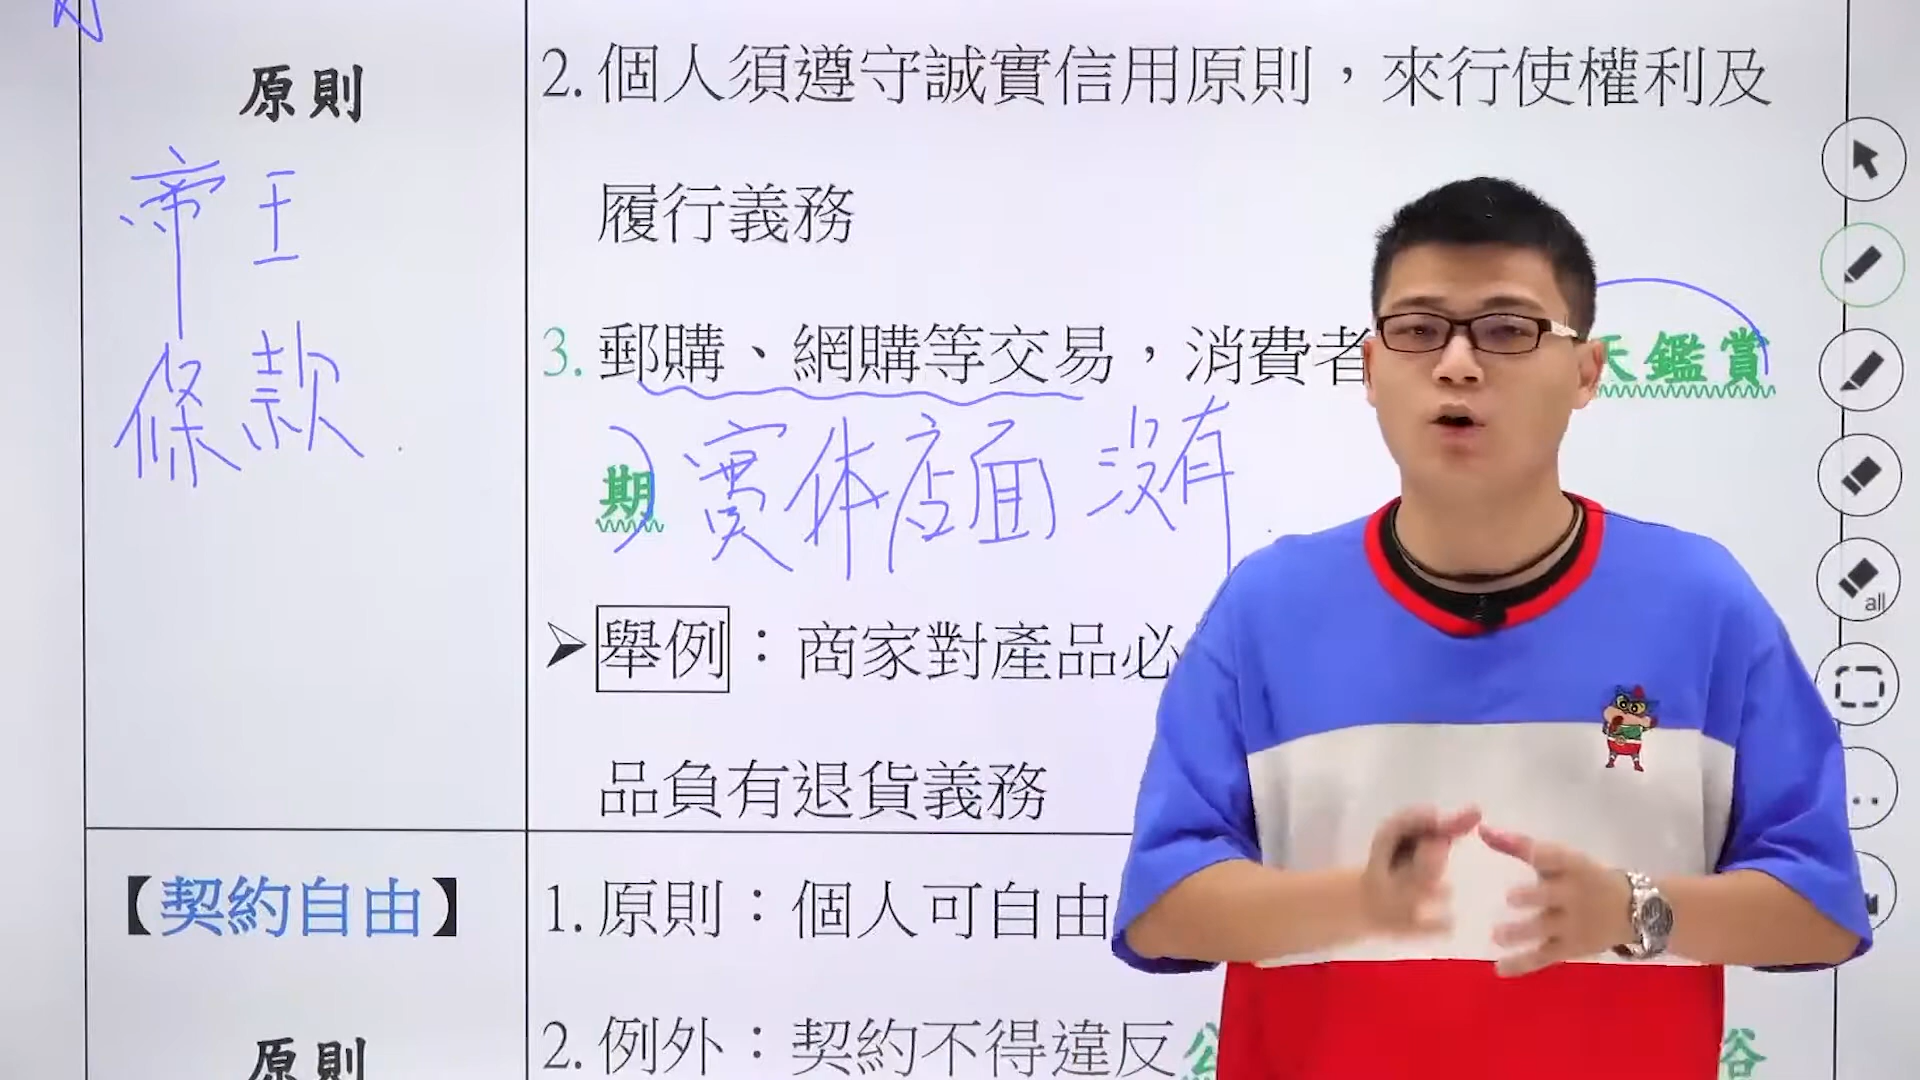 原則
帝王
條款
2. 個人須遵守誠實信用原則，來行使權利及
履行義務
3. 郵購、網購等交易，消費者
天鑑賞
期 實体店面 沒有
➢舉例：商家對產品必
品負有退貨義務
【契約自由】
原則
1. 原則：個人可自由
2. 例外：契約不得違反公
俗
all